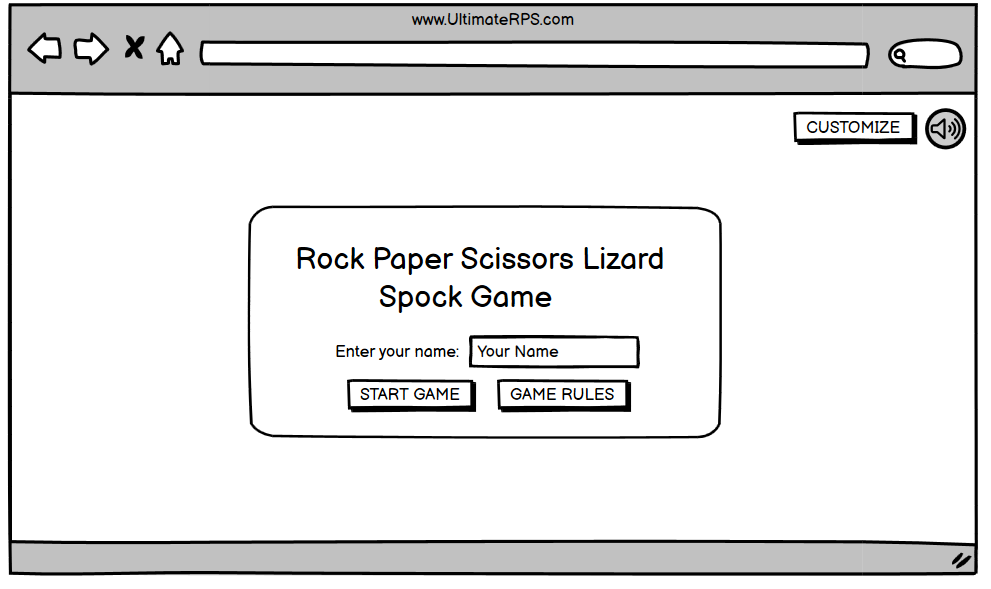 www.UltimateRPS.com
CUSTOMIZE
Rock Paper Scissors Lizard
Spock Game
Enter your name: Your Name
START GAME GAME RULES